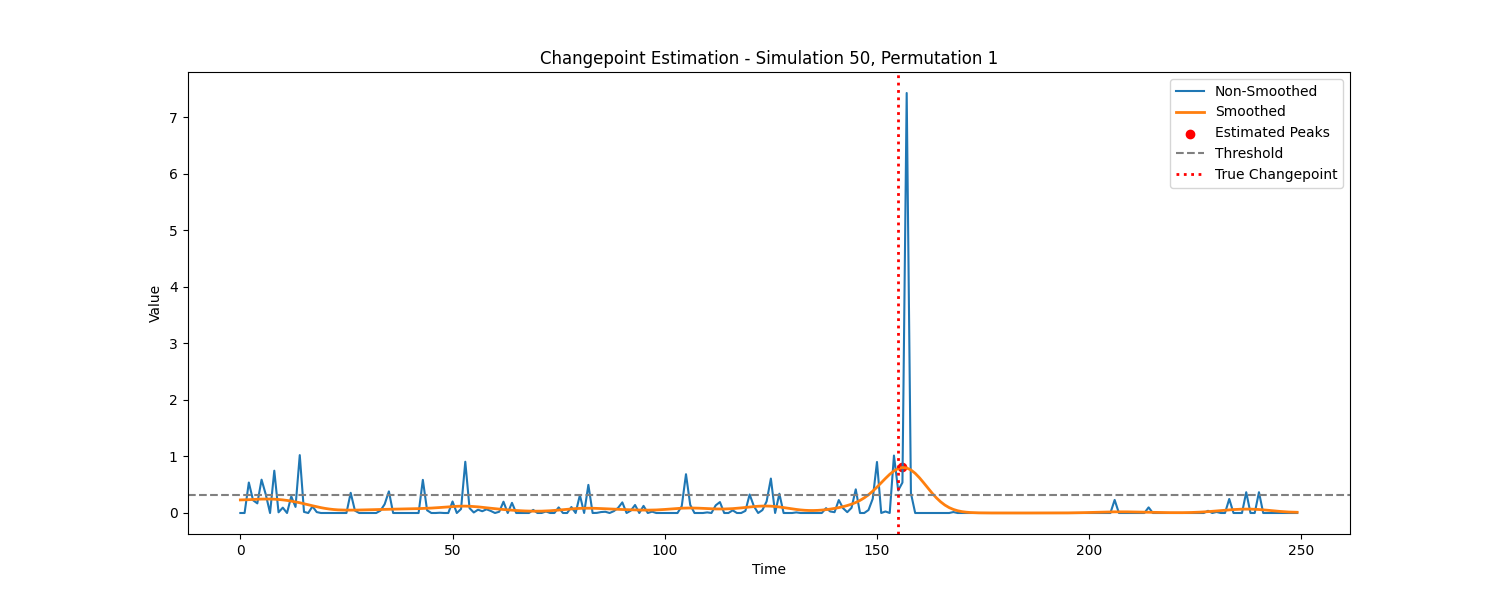 Changepoint Estimation - Simulation 50, Permutation 1
Non-Smoothed
Smoothed
Estimated Peaks
Threshold
True Changepoint
7
6
5
4
3
2
1
0
Value
0
50
100
150
200
250
Time